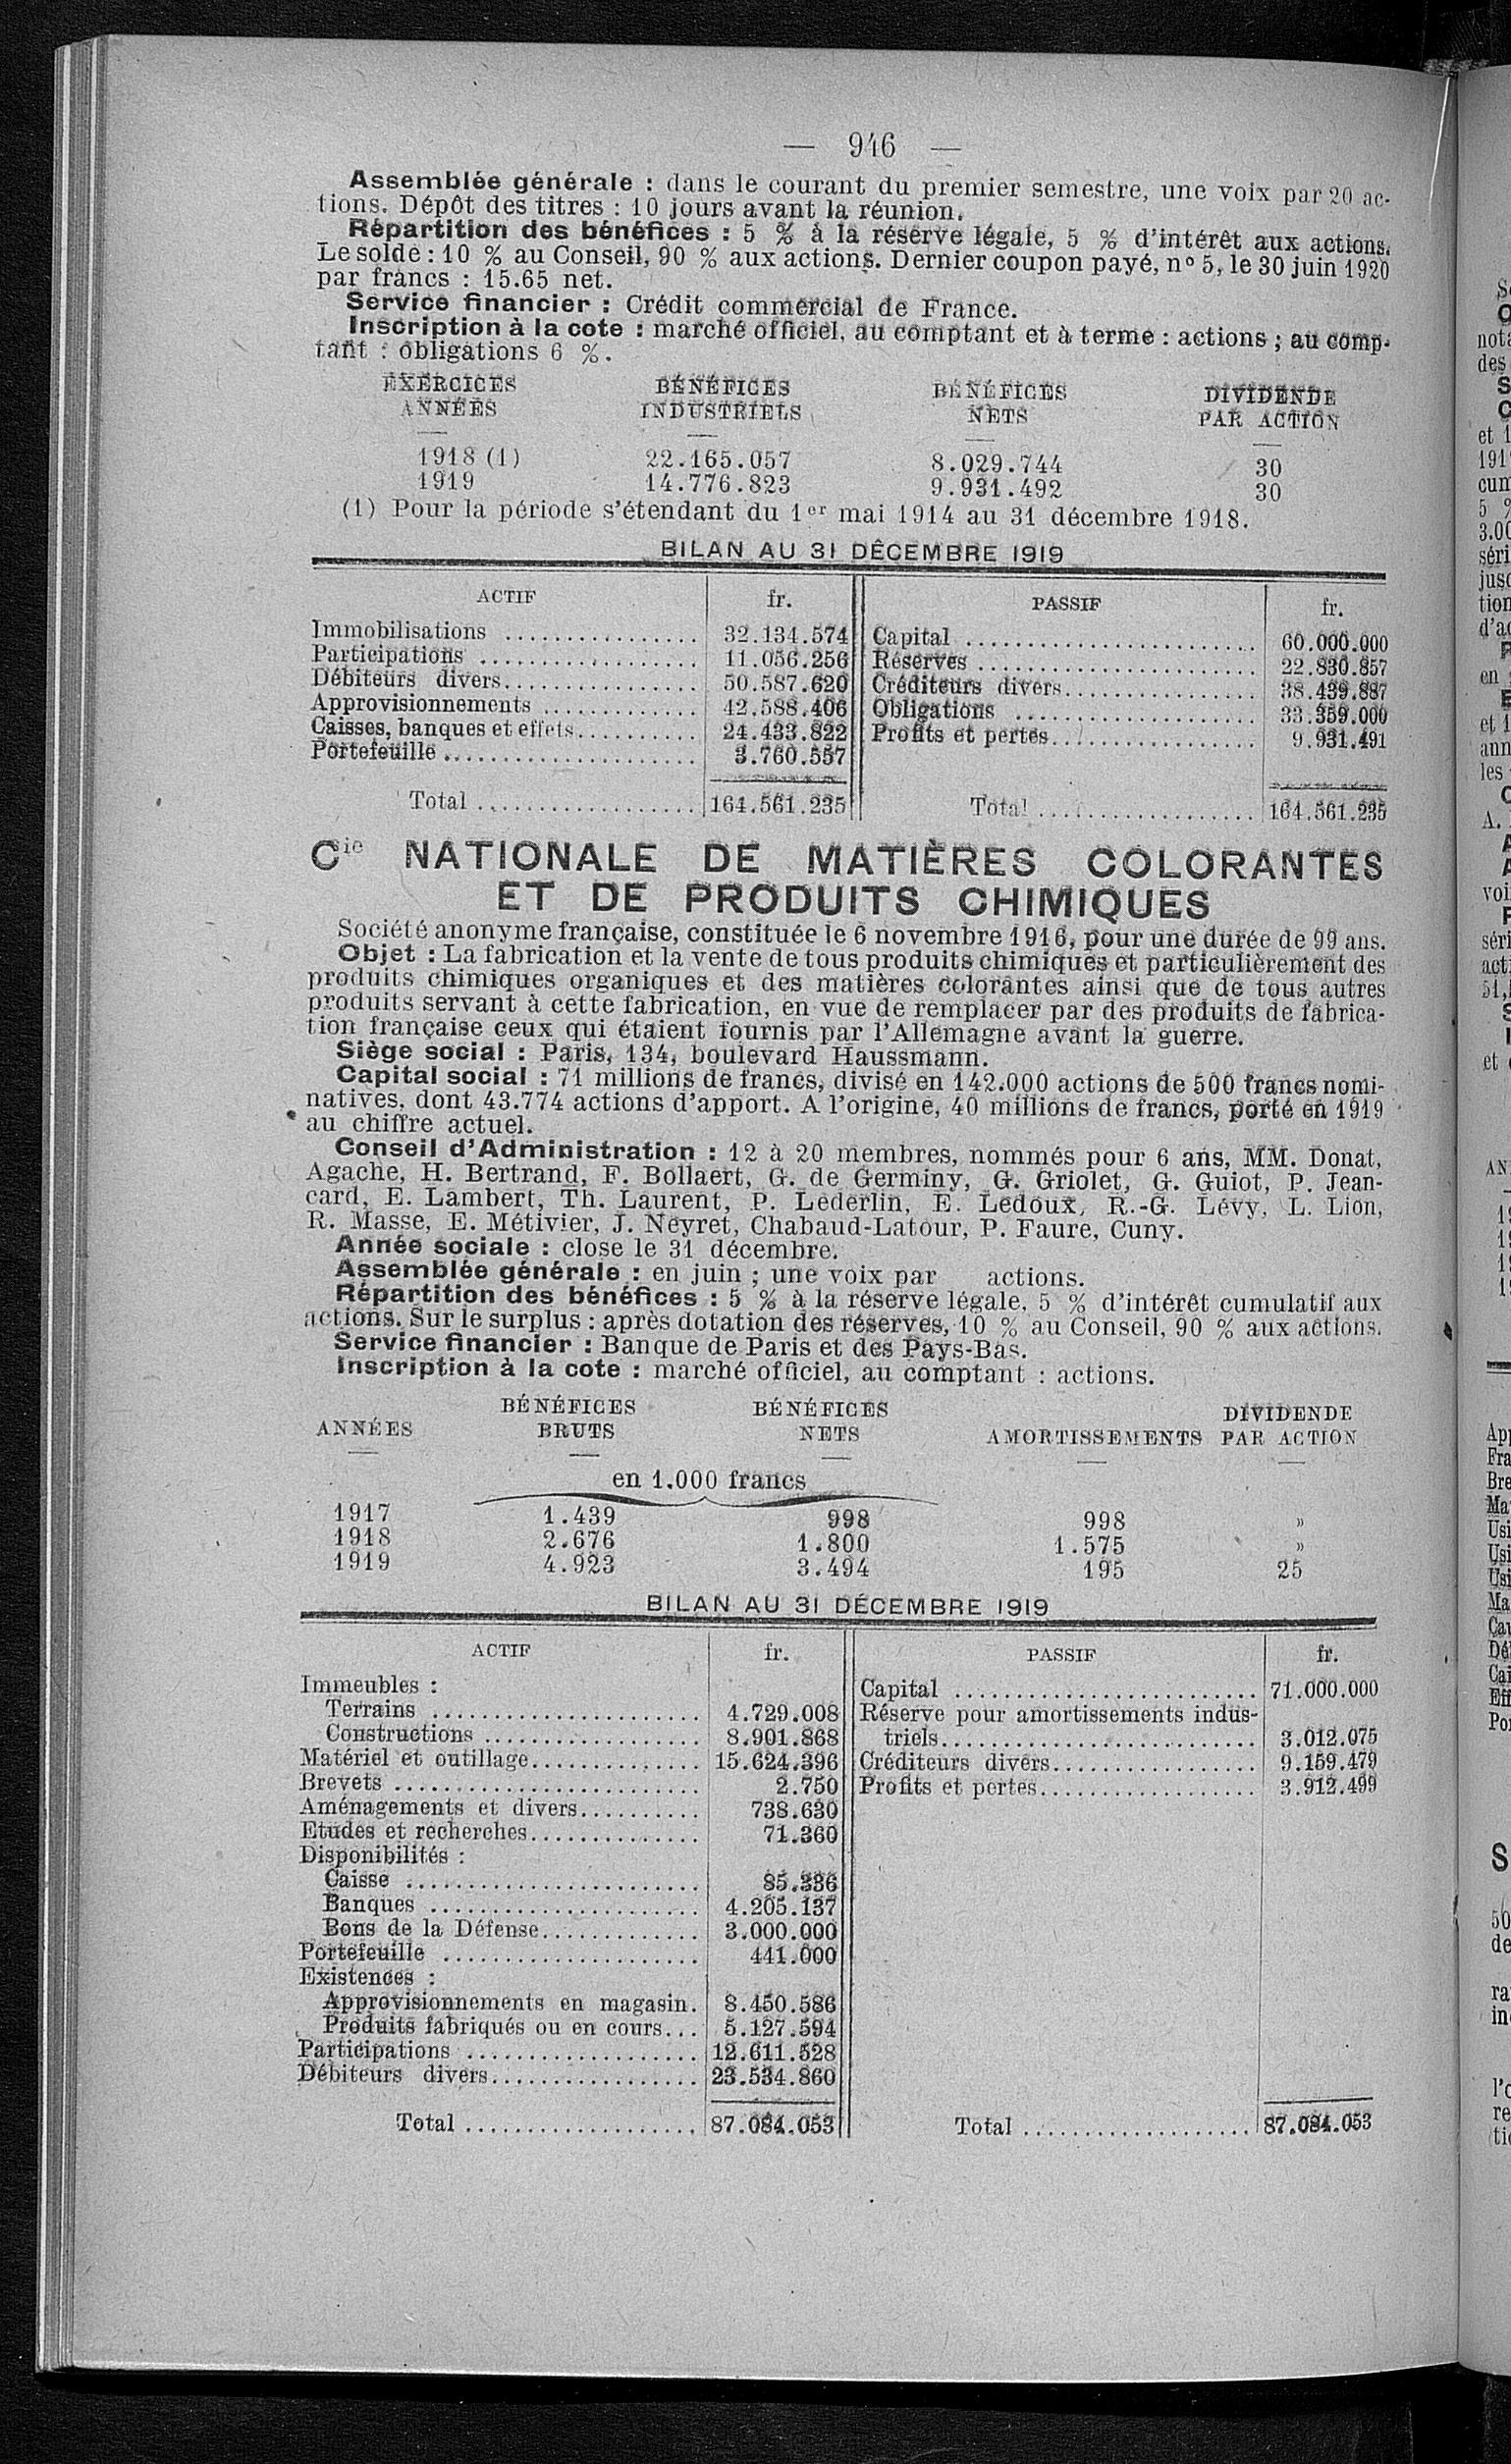 — 946 —
Assemblée générale : dans le courant du premier semestre, une voix par 20 ac-
tions. Dépôt des titres : 10 jours avant la réunion.
Répartition des bénéfices : 5 % à la réserve légale, 5 % d'intérêt aux actions.
Le solde : 10 % au Conseil, 90 % aux actions. Dernier coupon payé, n° 5, le 30 juin 1920
par francs : 15.65 net.
Service financier : Crédit commercial de France.
Inscription à la cote : marché officiel, au comptant et à terme : actions ; au comp-
tant : obligations 6 %.
EXERCICES BÉNÉFICES BÉNÉFICES DIVIDENDE
ANNÉES INDUSTRIELS NETS PAR ACTION
1918 (1) 22.165.057 8.029.744 30
1919 14.776.823 9.931.492 30
(1) Pour la période s'étendant du 1er mai 1914 au 31 décembre 1918.
BILAN AU 31 DÉCEMBRE 1919
ACTIF fr. PASSIF fr.
Immobilisations ................ 32.134.574 Capital ........................ 60.000.000
Participations .................. 11.056.256 Réserves ....................... 22.830.857
Débiteurs divers................ 50.587.620 Créditeurs divers................ 38.439.887
Approvisionnements ............. 42.588.406 Obligations .................... 33.359.000
Caisses, banques et effets.......... 24.433.822 Profits et pertes................. 9.931.491
Portefeuille ..................... 3.760.557
Total .................. 164.561.235 Total .................. 164.561.235
Cie NATIONALE DE MATIÈRES COLORANTES
ET DE PRODUITS CHIMIQUES
Société anonyme française, constituée le 6 novembre 1916, pour une durée de 99 ans.
Objet : La fabrication et la vente de tous produits chimiques et particulièrement des
produits chimiques organiques et des matières colorantes ainsi que de tous autres
produits servant à cette fabrication, en vue de remplacer par des produits de fabrica-
tion française ceux qui étaient fournis par l'Allemagne avant la guerre.
Siège social : Paris, 134, boulevard Haussmann.
Capital social : 71 millions de francs, divisé en 142.000 actions de 500 francs nomi-
natives, dont 43.774 actions d'apport. A l'origine, 40 millions de francs, porté en 1919
au chiffre actuel.
Conseil d'Administration : 12 à 20 membres, nommés pour 6 ans, MM. Donat,
Agache, H. Bertrand, F. Bollaert, G. de Germiny, G. Griolet, G. Guiot, P. Jean-
card, E. Lambert, Th. Laurent, P. Lederlin, E. Ledoux, R.-G. Lévy, L. Lion,
R. Masse, E. Métivier, J. Neyret, Chabaud-Latour, P. Faure, Cuny.
Année sociale : close le 31 décembre.
Assemblée générale : en juin ; une voix par actions.
Répartition des bénéfices : 5 % à la réserve légale, 5 % d'intérêt cumulatif aux
actions. Sur le surplus : après dotation des réserves, 10 % au Conseil, 90 % aux actions.
Service financier : Banque de Paris et des Pays-Bas.
Inscription à la cote : marché officiel, au comptant : actions.
BÉNÉFICES BÉNÉFICES DIVIDENDE
ANNÉES BRUTS NETS AMORTISSEMENTS PAR ACTION
en 1.000 francs
1917 1.439 998 998 »
1918 2.676 1.800 1.575 »
1919 4.923 3.494 195 25
BILAN AU 31 DÉCEMBRE 1919
ACTIF fr. PASSIF fr.
Immeubles : Capital ......................... 71.000.000
Terrains ...................... 4.729.008 Réserve pour amortissements indus-
Constructions .................. 8.901.868 triels.......................... 3.012.075
Matériel et outillage.............. 15.624.396 Créditeurs divers................. 9.159.479
Brevets ......................... 2.750 Profits et pertes.................. 3.912.499
Aménagements et divers.......... 738.630
Etudes et recherches.............. 71.360
Disponibilités :
Caisse ........................ 85.336
Banques ...................... 4.205.137
Bons de la Défense............. 3.000.000
Portefeuille ..................... 441.000
Existences :
Approvisionnements en magasin. 8.450.586
Produits fabriqués ou en cours... 5.127.594
Participations ................... 12.611.528
Débiteurs divers................. 23.534.860
Total ................... 87.084.053 Total ................... 87.084.053